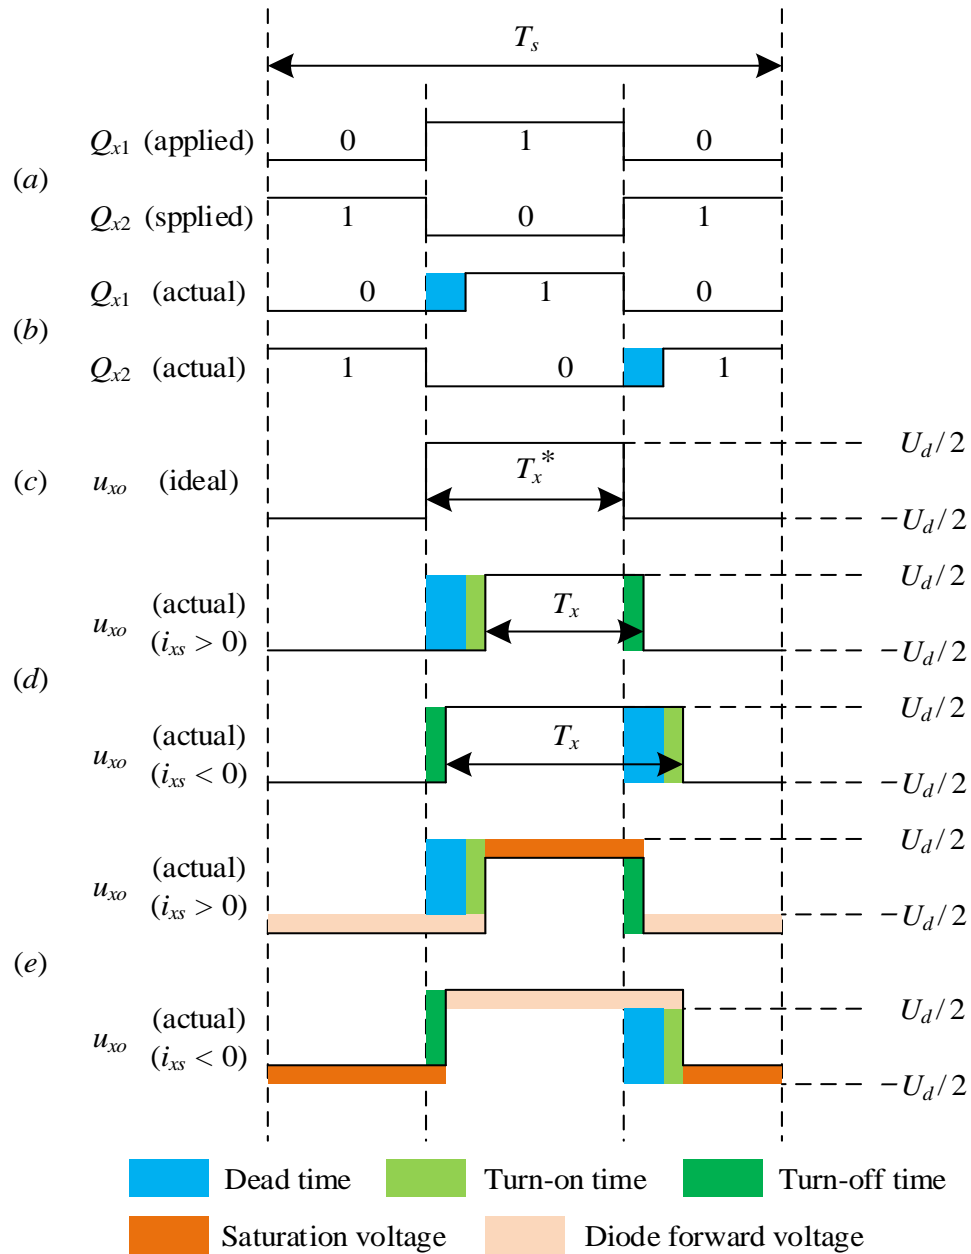 T_s
Q_x1 (applied) 0 1 0
(a)
Q_x2 (spplied) 1 0 1
Q_x1 (actual) 0 1 0
(b)
Q_x2 (actual) 1 0 1
U_d/2
(c) u_xo (ideal) T_x*
−U_d/2
U_d/2
(actual)
u_xo T_x
(i_xs > 0)
−U_d/2
(d)
U_d/2
(actual)
u_xo T_x
(i_xs < 0)
−U_d/2
U_d/2
(actual)
u_xo
(i_xs > 0)
−U_d/2
(e)
U_d/2
(actual)
u_xo
(i_xs < 0)
−U_d/2
Dead time Turn-on time Turn-off time
Saturation voltage Diode forward voltage